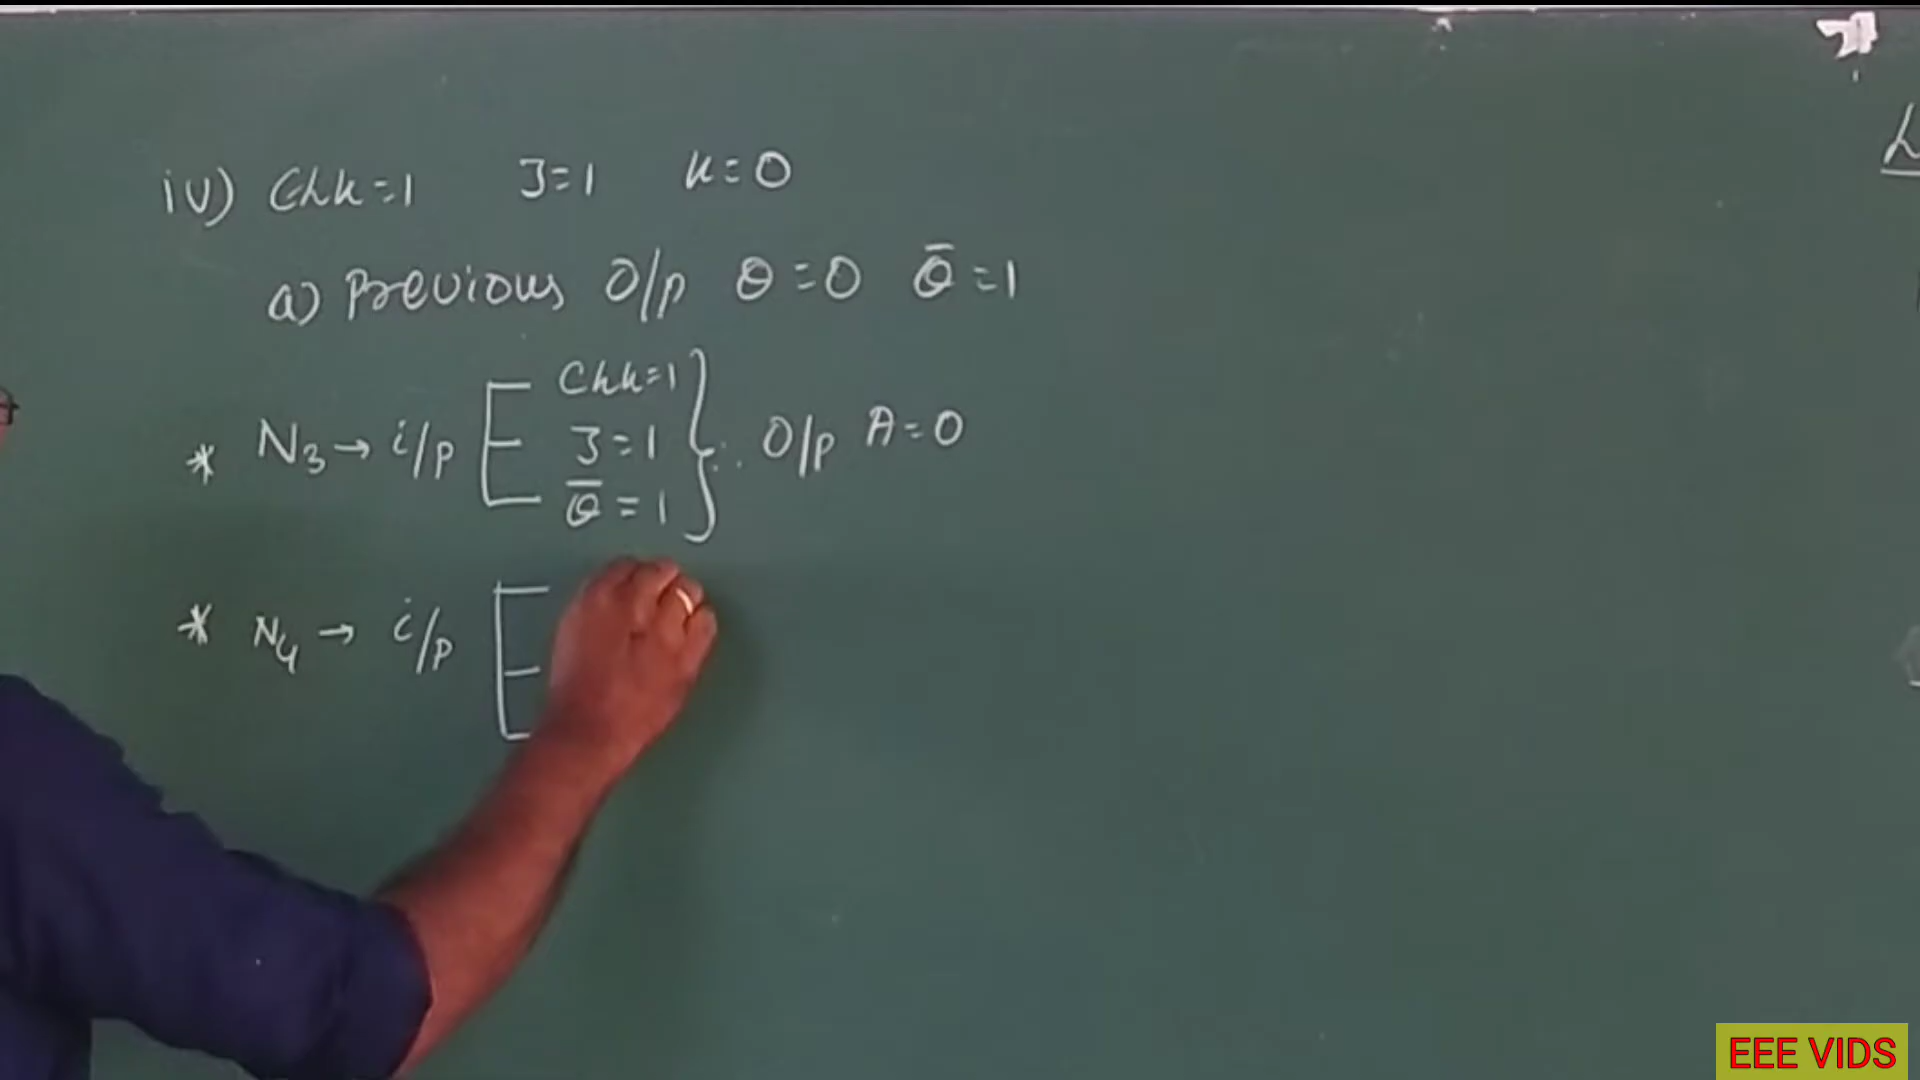 iv) Clk=1 J=1 K=0
a) Previous O/p Q=0 Q̅=1
Clk=1
* N3→ i/p J=1 ∴ O/p A=0
Q̅=1
* N4→ i/p
EEE VIDS